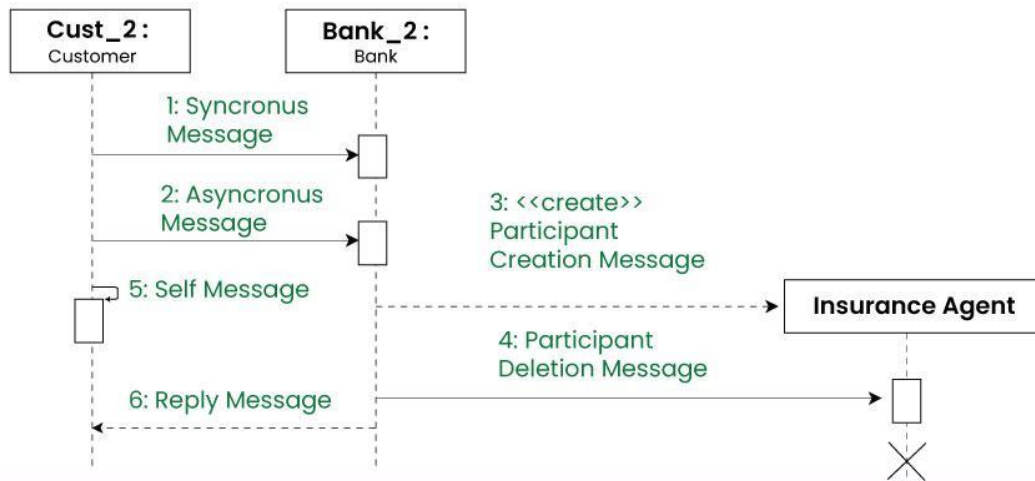 Cust_2 :
Customer
Bank_2 :
Bank
1: Syncronus
Message
2: Asyncronus
Message
3: <<create>>
Participant
Creation Message
5: Self Message
Insurance Agent
4: Participant
Deletion Message
6: Reply Message